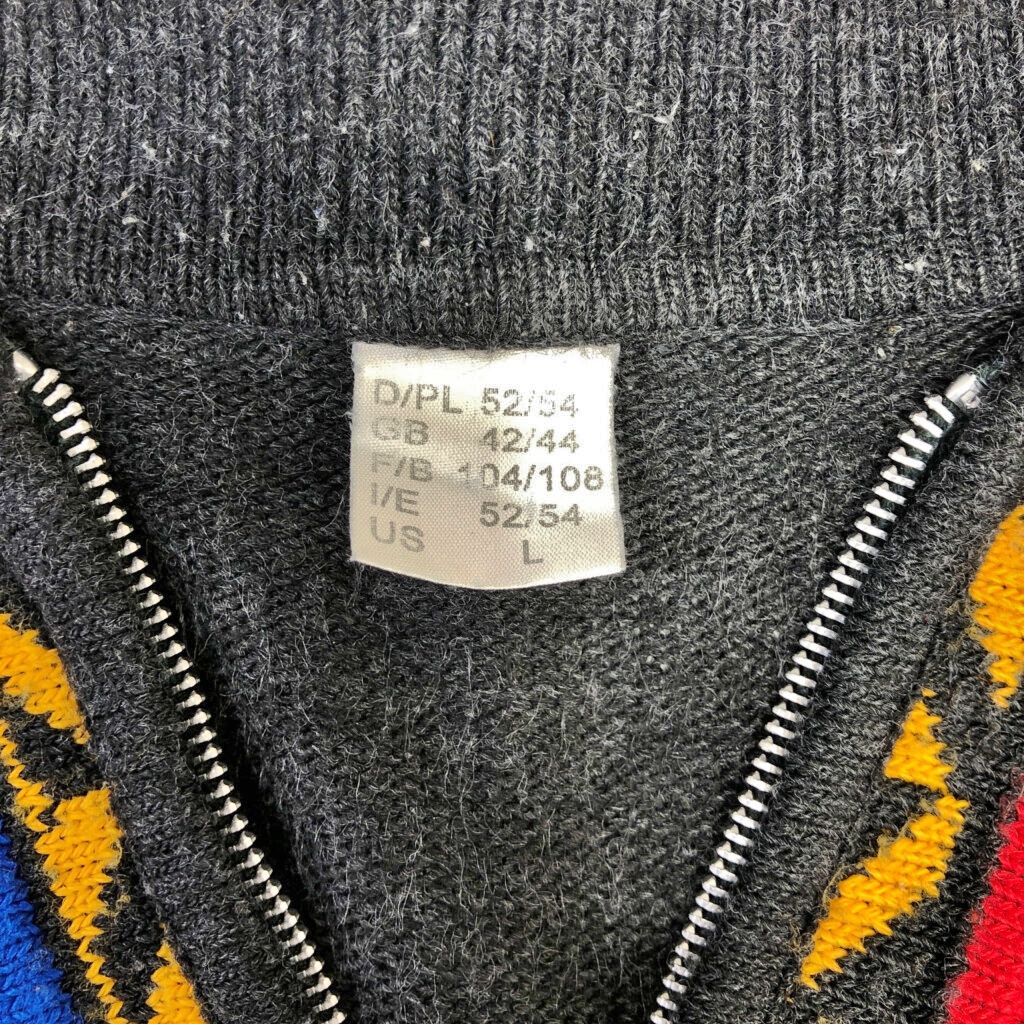 D/PL 52/54
GB 42/44
F/B 104/108
I/E 52/54
US L